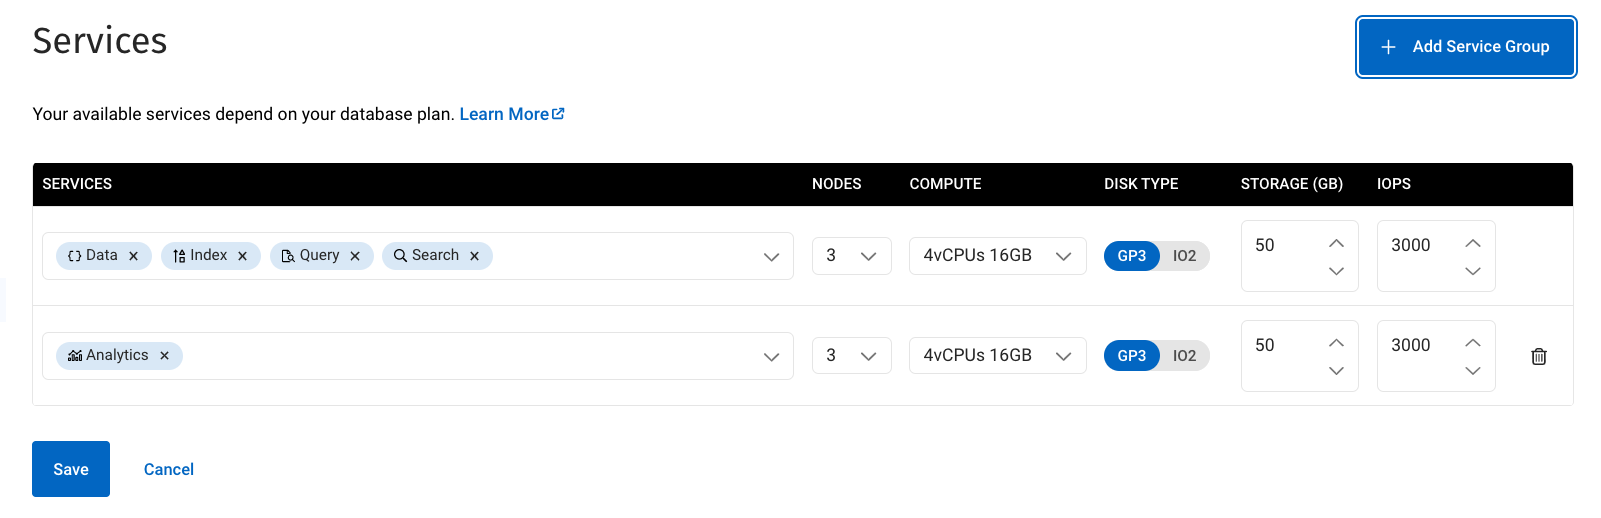 Services
+ Add Service Group
Your available services depend on your database plan. Learn More
SERVICES NODES COMPUTE DISK TYPE STORAGE (GB) IOPS
Data × Index × Query × Search × 3 4vCPUs 16GB GP3 IO2 50 3000
Analytics × 3 4vCPUs 16GB GP3 IO2 50 3000
Save Cancel